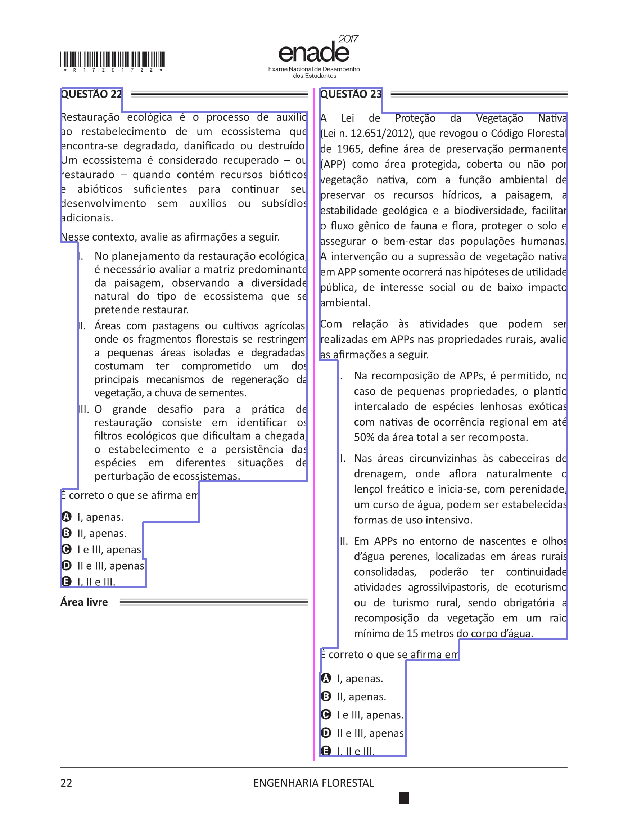 *R17201722*
enade 2017
Exame Nacional de Desempenho
dos Estudantes
QUESTÃO 22
Restauração ecológica é o processo de auxílio
ao restabelecimento de um ecossistema que
encontra-se degradado, danificado ou destruído.
Um ecossistema é considerado recuperado – ou
restaurado – quando contém recursos bióticos
e abióticos suficientes para continuar seu
desenvolvimento sem auxílios ou subsídios
adicionais.
Nesse contexto, avalie as afirmações a seguir.
I. No planejamento da restauração ecológica,
é necessário avaliar a matriz predominante
da paisagem, observando a diversidade
natural do tipo de ecossistema que se
pretende restaurar.
II. Áreas com pastagens ou cultivos agrícolas,
onde os fragmentos florestais se restringem
a pequenas áreas isoladas e degradadas,
costumam ter comprometido um dos
principais mecanismos de regeneração da
vegetação, a chuva de sementes.
III. O grande desafio para a prática de
restauração consiste em identificar os
filtros ecológicos que dificultam a chegada,
o estabelecimento e a persistência das
espécies em diferentes situações de
perturbação de ecossistemas.
É correto o que se afirma em
A I, apenas.
B II, apenas.
C I e III, apenas.
D II e III, apenas.
E I, II e III.
Área livre
QUESTÃO 23
A Lei de Proteção da Vegetação Nativa
(Lei n. 12.651/2012), que revogou o Código Florestal
de 1965, define área de preservação permanente
(APP) como área protegida, coberta ou não por
vegetação nativa, com a função ambiental de
preservar os recursos hídricos, a paisagem, a
estabilidade geológica e a biodiversidade, facilitar
o fluxo gênico de fauna e flora, proteger o solo e
assegurar o bem-estar das populações humanas.
A intervenção ou a supressão de vegetação nativa
em APP somente ocorrerá nas hipóteses de utilidade
pública, de interesse social ou de baixo impacto
ambiental.
Com relação às atividades que podem ser
realizadas em APPs nas propriedades rurais, avalie
as afirmações a seguir.
I. Na recomposição de APPs, é permitido, no
caso de pequenas propriedades, o plantio
intercalado de espécies lenhosas exóticas
com nativas de ocorrência regional em até
50% da área total a ser recomposta.
II. Nas áreas circunvizinhas às cabeceiras de
drenagem, onde aflora naturalmente o
lençol freático e inicia-se, com perenidade,
um curso de água, podem ser estabelecidas
formas de uso intensivo.
III. Em APPs no entorno de nascentes e olhos
d'água perenes, localizadas em áreas rurais
consolidadas, poderão ter continuidade
atividades agrossilvipastoris, de ecoturismo
ou de turismo rural, sendo obrigatória a
recomposição da vegetação em um raio
mínimo de 15 metros do corpo d'água.
É correto o que se afirma em
A I, apenas.
B II, apenas.
C I e III, apenas.
D II e III, apenas.
E I, II e III.
22
ENGENHARIA FLORESTAL